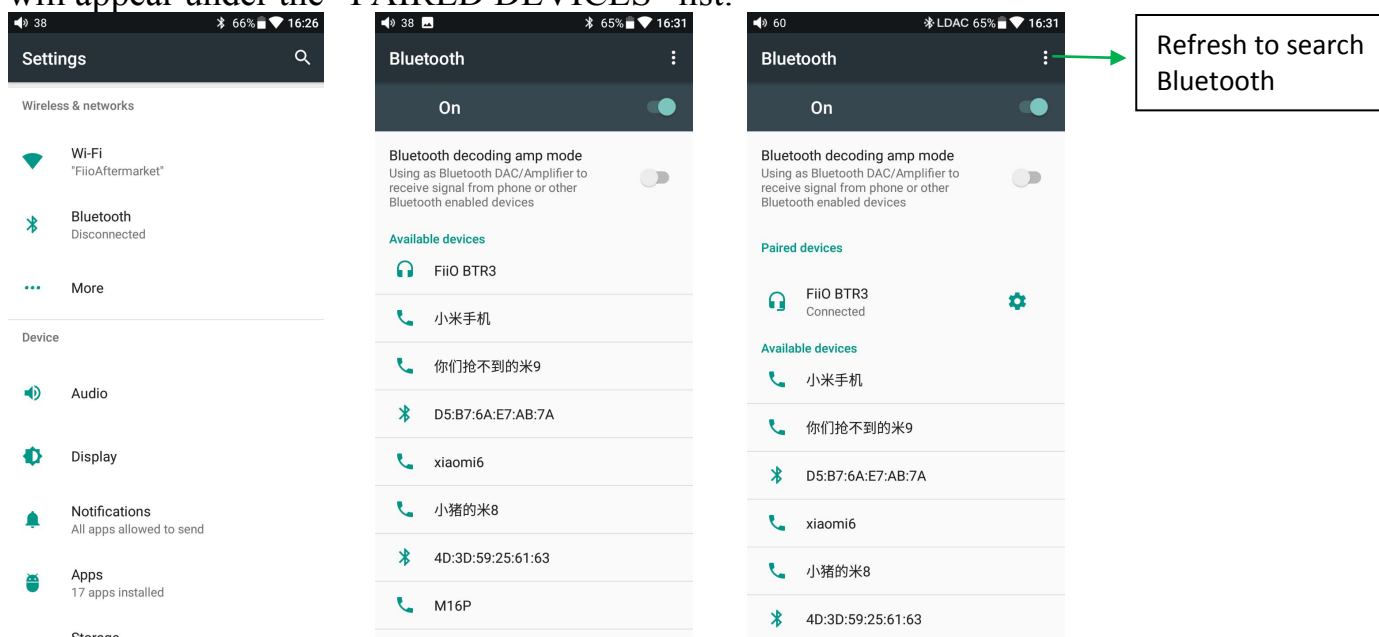 will appear under the "PAIRED DEVICES" list.
38 66% 16:26
Settings
Wireless & networks
Wi-Fi
"FiioAftermarket"
Bluetooth
Disconnected
More
Device
Audio
Display
Notifications
All apps allowed to send
Apps
17 apps installed
Storage
38 65% 16:31
Bluetooth
On
Bluetooth decoding amp mode
Using as Bluetooth DAC/Amplifier to
receive signal from phone or other
Bluetooth enabled devices
Available devices
FiiO BTR3
小米手机
你们抢不到的米9
D5:B7:6A:E7:AB:7A
xiaomi6
小猪的米8
4D:3D:59:25:61:63
M16P
60 LDAC 65% 16:31
Bluetooth
On
Bluetooth decoding amp mode
Using as Bluetooth DAC/Amplifier to
receive signal from phone or other
Bluetooth enabled devices
Paired devices
FiiO BTR3
Connected
Available devices
小米手机
你们抢不到的米9
D5:B7:6A:E7:AB:7A
xiaomi6
小猪的米8
4D:3D:59:25:61:63
Refresh to search
Bluetooth